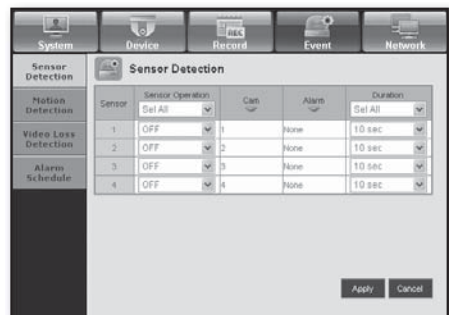 System Device Record Event Network
REC
Sensor Detection
Motion Detection
Video Loss Detection
Alarm Schedule
Sensor Detection
Sensor Sensor Operation Cam Alarm Duration
Sel All Sel All
1 OFF 1 None 10 sec
2 OFF 2 None 10 sec
3 OFF 3 None 10 sec
4 OFF 4 None 10 sec
Apply Cancel